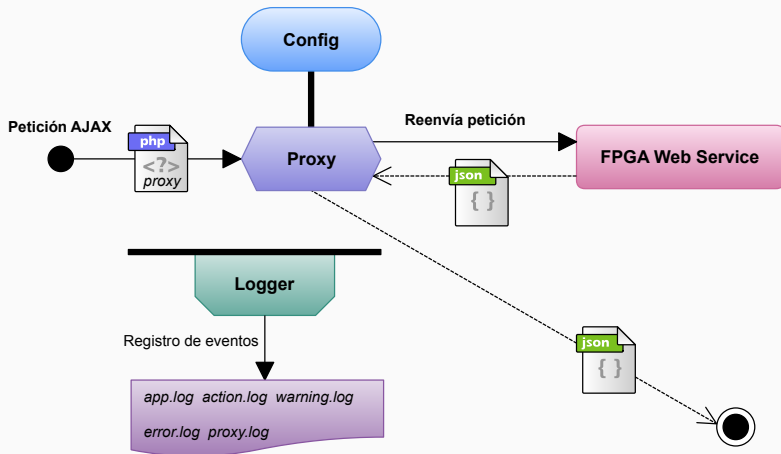 Config
Petición AJAX
php
<?>
proxy
Proxy
Reenvía petición
FPGA Web Service
json
{ }
Logger
Registro de eventos
app.log action.log warning.log
error.log proxy.log
json
{ }